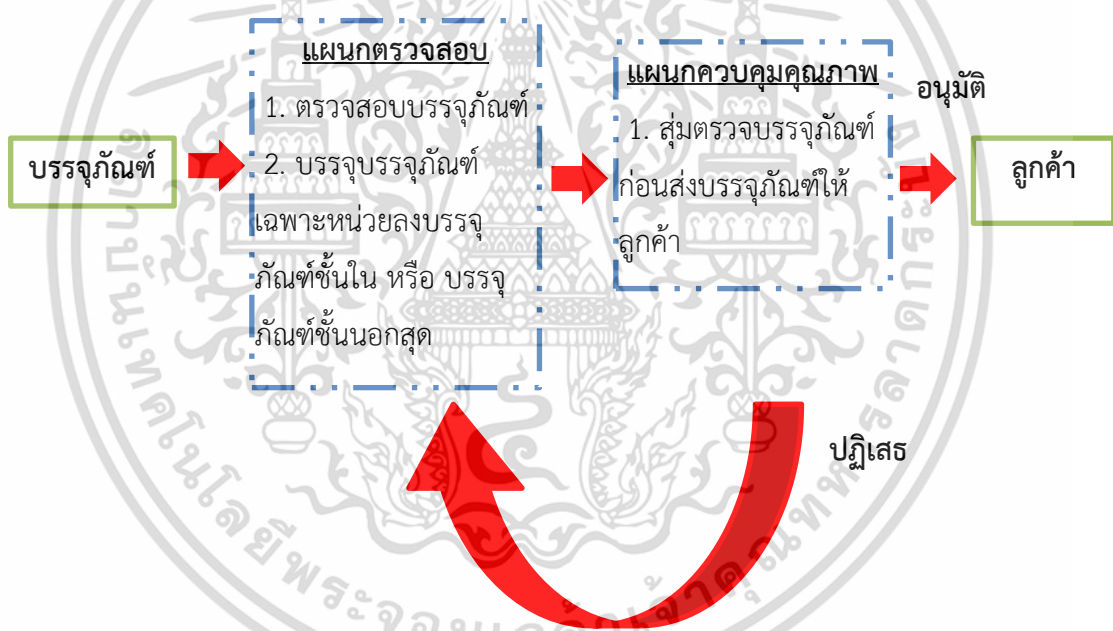 บรรจุภัณฑ์
แผนกตรวจสอบ
1. ตรวจสอบบรรจุภัณฑ์
2. บรรจุบรรจุภัณฑ์
เฉพาะหน่วยลงบรรจุ
ภัณฑ์ชั้นใน หรือ บรรจุ
ภัณฑ์ชั้นนอกสุด
แผนกควบคุมคุณภาพ
1. สุ่มตรวจบรรจุภัณฑ์
ก่อนส่งบรรจุภัณฑ์ให้
ลูกค้า
อนุมัติ
ลูกค้า
ปฏิเสธ